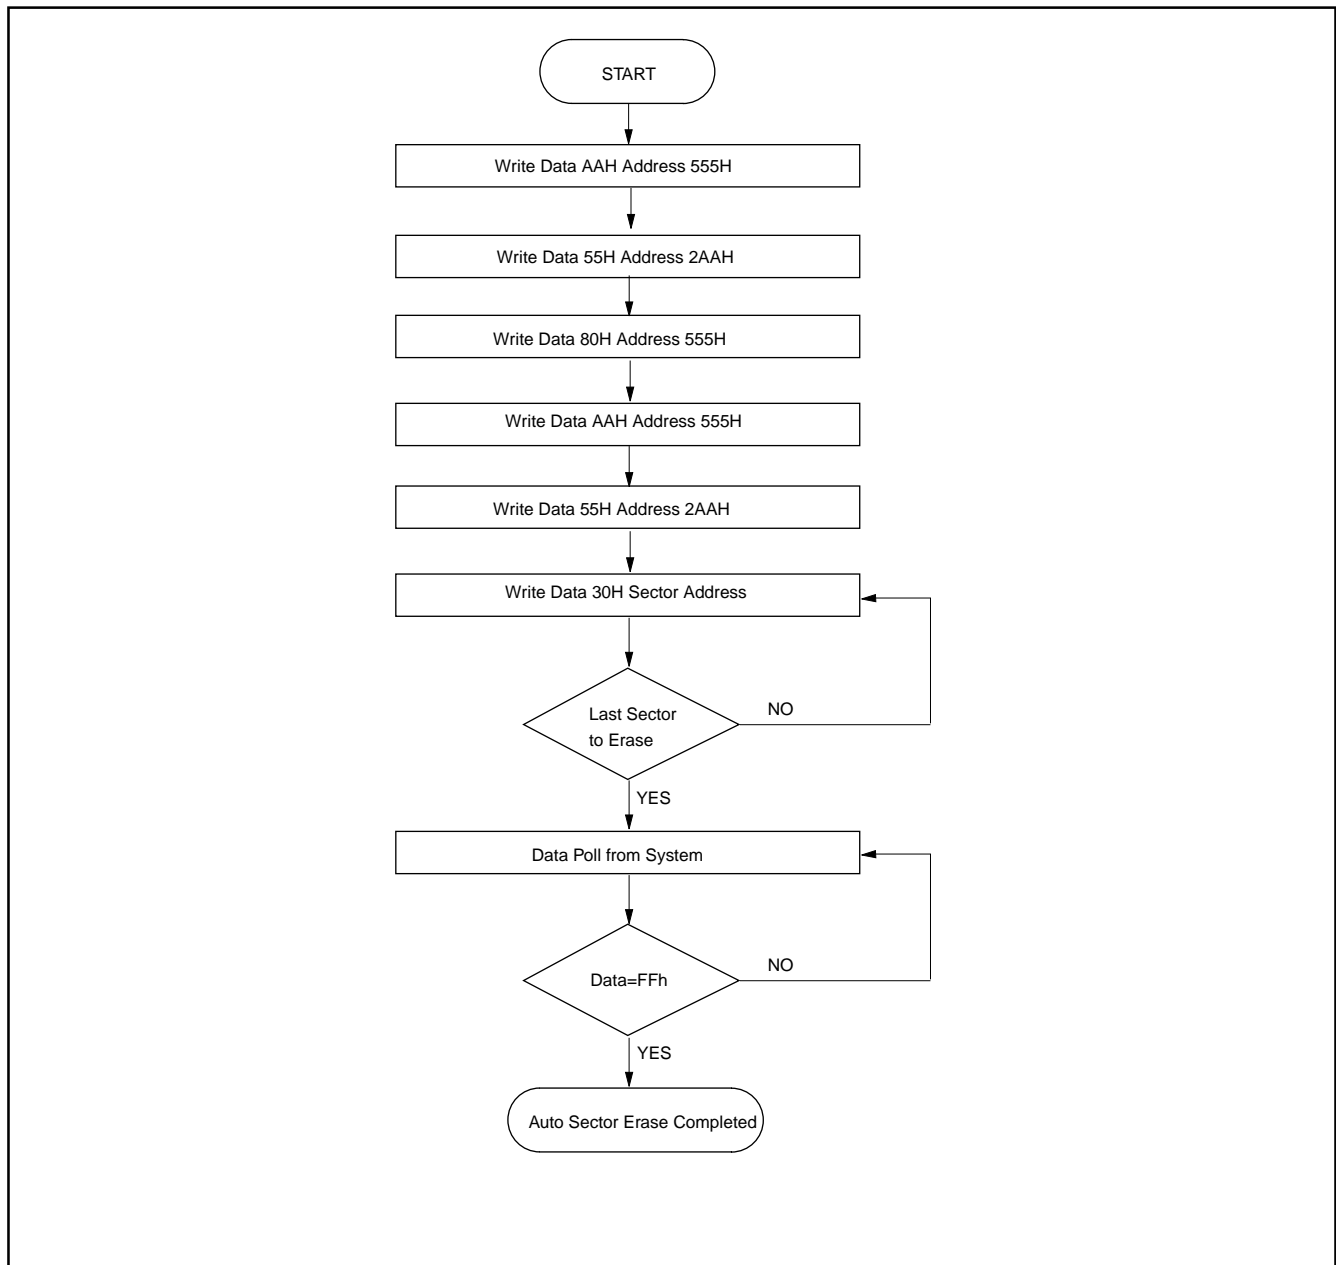 START
Write Data AAH Address 555H
Write Data 55H Address 2AAH
Write Data 80H Address 555H
Write Data AAH Address 555H
Write Data 55H Address 2AAH
Write Data 30H Sector Address
Last Sector
to Erase
NO
YES
Data Poll from System
Data=FFh
NO
YES
Auto Sector Erase Completed